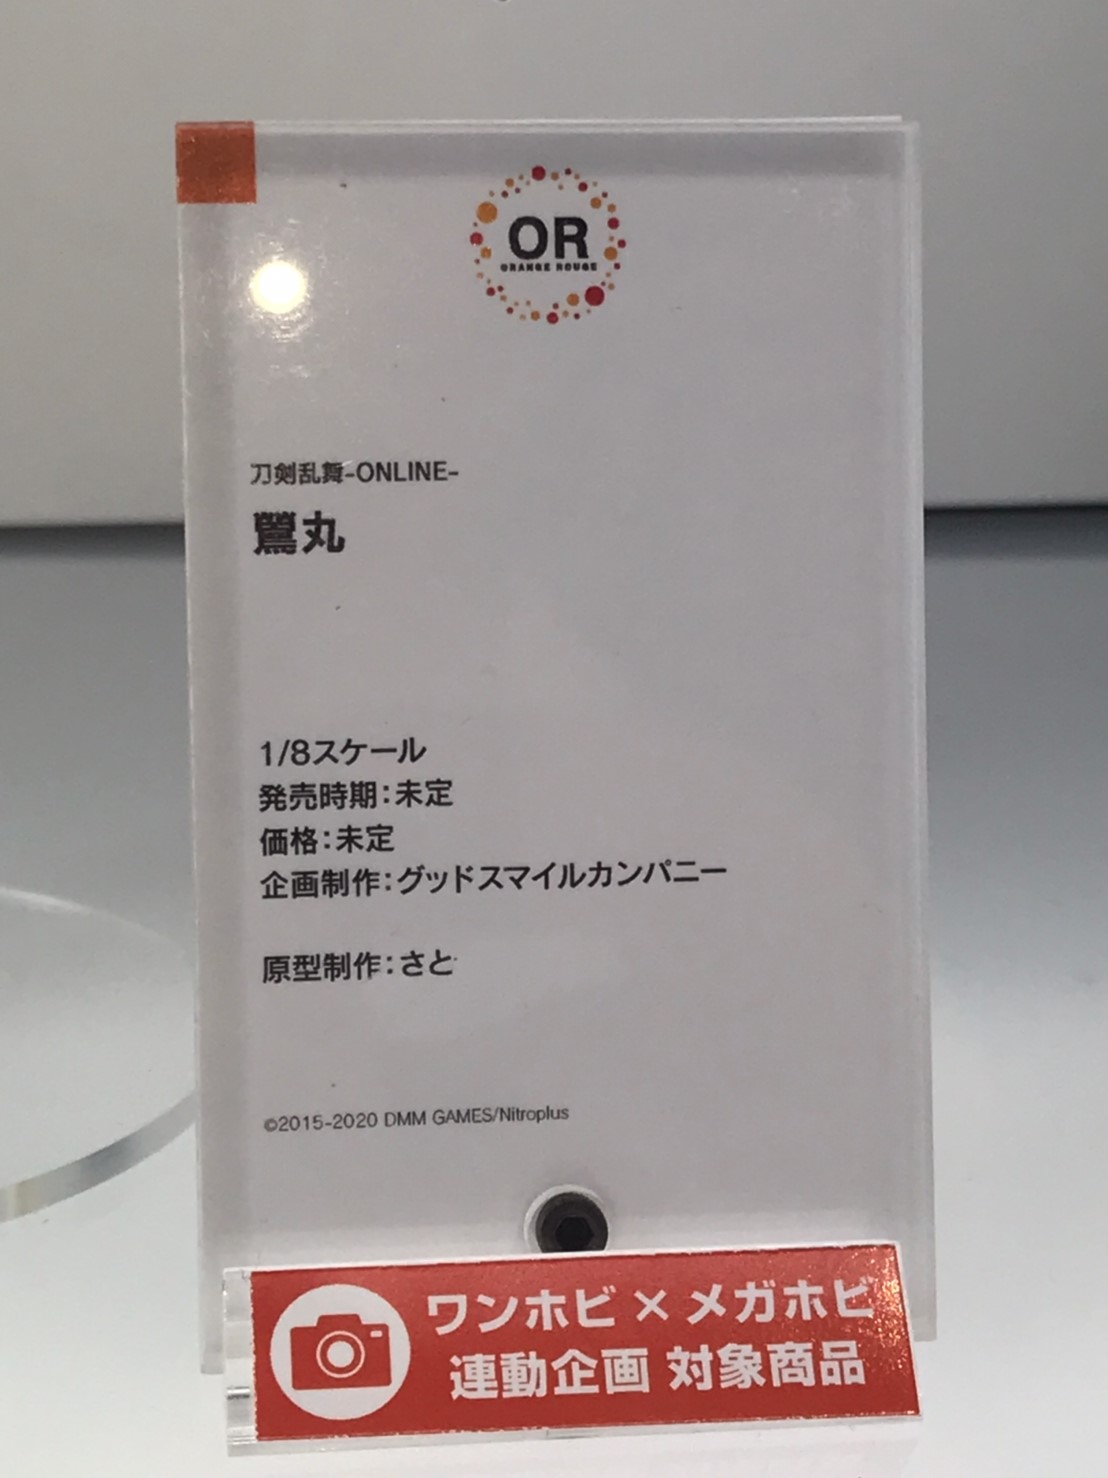 OR
ORANGE ROUGE
刀剣乱舞-ONLINE-
鶯丸
1/8スケール
発売時期：未定
価格：未定
企画制作：グッドスマイルカンパニー
原型制作：さと
©2015-2020 DMM GAMES/Nitroplus
ワンホビ×メガホビ
連動企画 対象商品